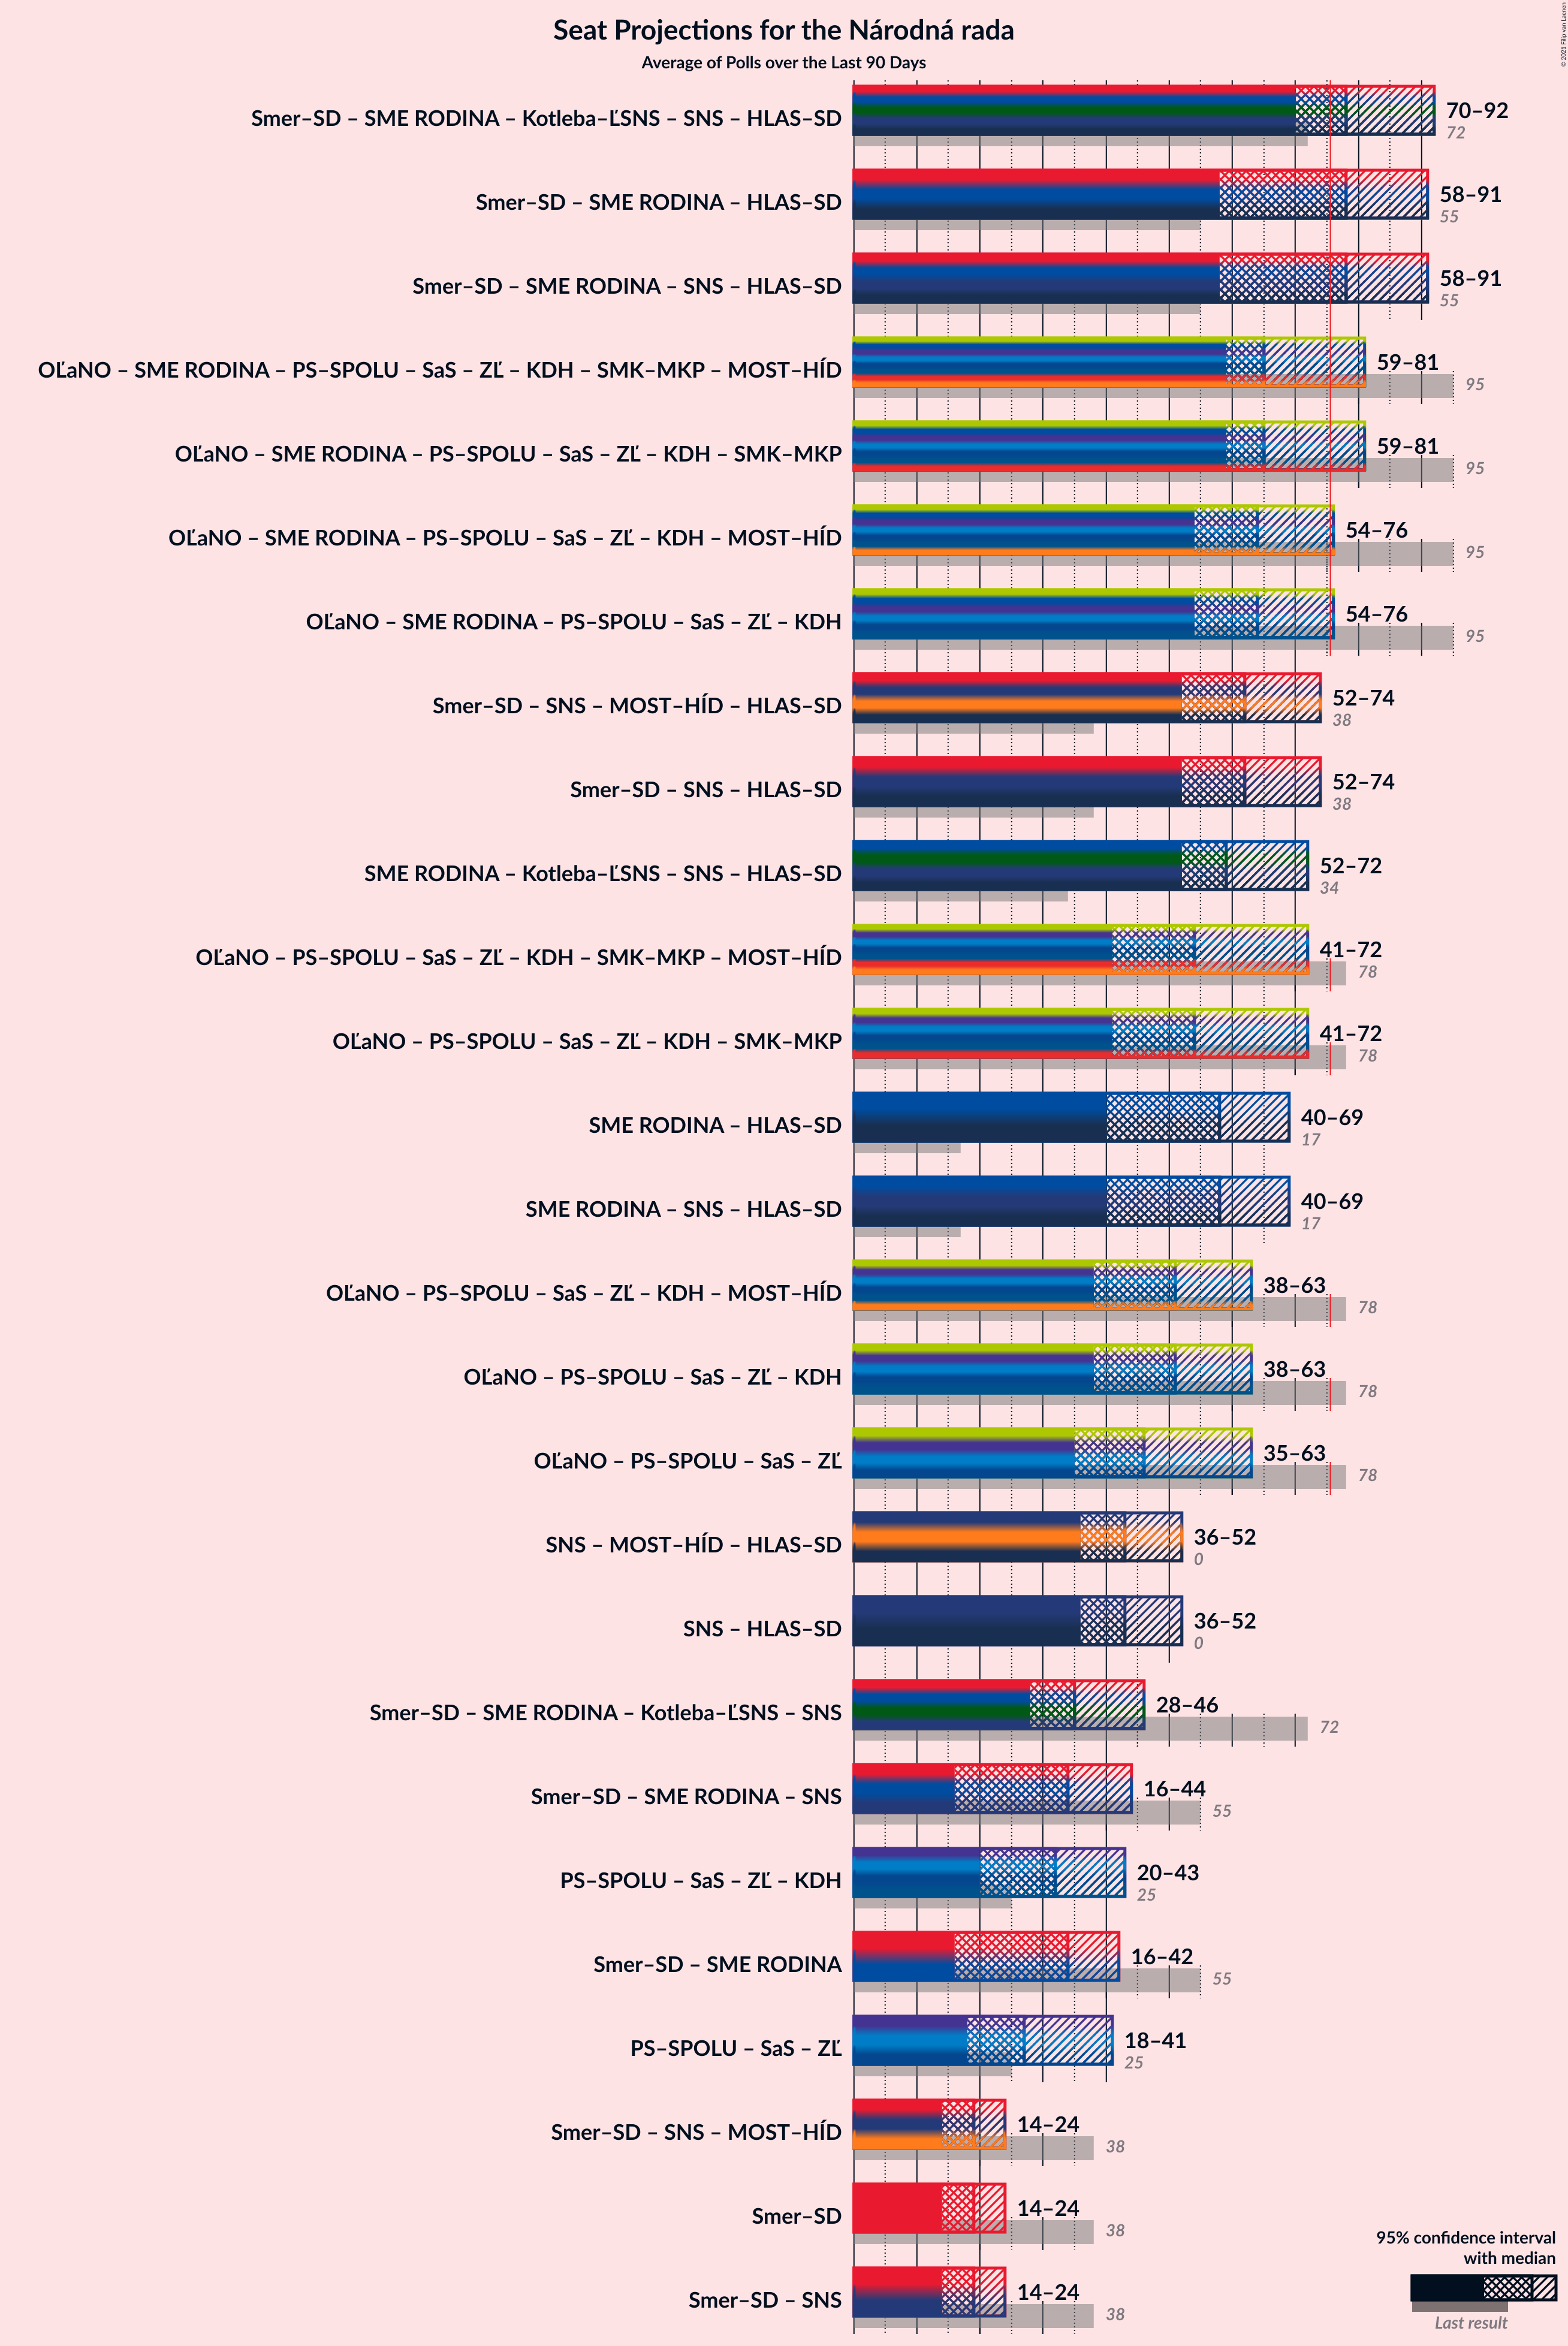 Seat Projections for the Národná rada
Average of Polls over the Last 90 Days
© 2021 Filip van Laenen
Smer–SD – SME RODINA – Kotleba–ĽSNS – SNS – HLAS–SD
70–92
72
Smer–SD – SME RODINA – HLAS–SD
58–91
55
Smer–SD – SME RODINA – SNS – HLAS–SD
58–91
55
OĽaNO – SME RODINA – PS–SPOLU – SaS – ZĽ – KDH – SMK–MKP – MOST–HÍD
59–81
95
OĽaNO – SME RODINA – PS–SPOLU – SaS – ZĽ – KDH – SMK–MKP
59–81
95
OĽaNO – SME RODINA – PS–SPOLU – SaS – ZĽ – KDH – MOST–HÍD
54–76
95
OĽaNO – SME RODINA – PS–SPOLU – SaS – ZĽ – KDH
54–76
95
Smer–SD – SNS – MOST–HÍD – HLAS–SD
52–74
38
Smer–SD – SNS – HLAS–SD
52–74
38
SME RODINA – Kotleba–ĽSNS – SNS – HLAS–SD
52–72
34
OĽaNO – PS–SPOLU – SaS – ZĽ – KDH – SMK–MKP – MOST–HÍD
41–72
78
OĽaNO – PS–SPOLU – SaS – ZĽ – KDH – SMK–MKP
41–72
78
SME RODINA – HLAS–SD
40–69
17
SME RODINA – SNS – HLAS–SD
40–69
17
OĽaNO – PS–SPOLU – SaS – ZĽ – KDH – MOST–HÍD
38–63
78
OĽaNO – PS–SPOLU – SaS – ZĽ – KDH
38–63
78
OĽaNO – PS–SPOLU – SaS – ZĽ
35–63
78
SNS – MOST–HÍD – HLAS–SD
36–52
0
SNS – HLAS–SD
36–52
0
Smer–SD – SME RODINA – Kotleba–ĽSNS – SNS
28–46
72
Smer–SD – SME RODINA – SNS
16–44
55
PS–SPOLU – SaS – ZĽ – KDH
20–43
25
Smer–SD – SME RODINA
16–42
55
PS–SPOLU – SaS – ZĽ
18–41
25
Smer–SD – SNS – MOST–HÍD
14–24
38
Smer–SD
14–24
38
Smer–SD – SNS
14–24
38
95% confidence interval
with median
Last result